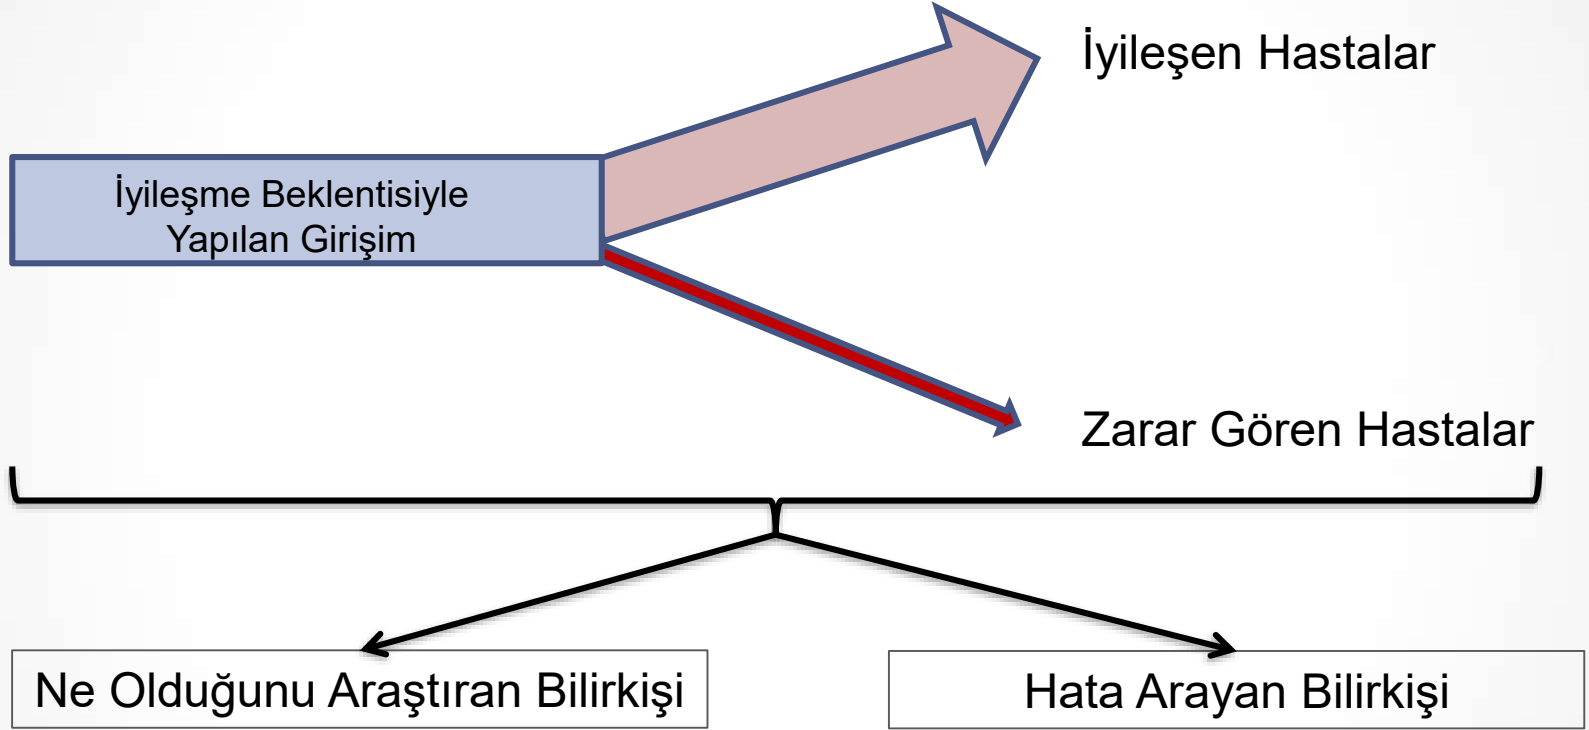 İyileşen Hastalar
İyileşme Beklentisiyle
Yapılan Girişim
Zarar Gören Hastalar
Ne Olduğunu Araştıran Bilirkişi
Hata Arayan Bilirkişi